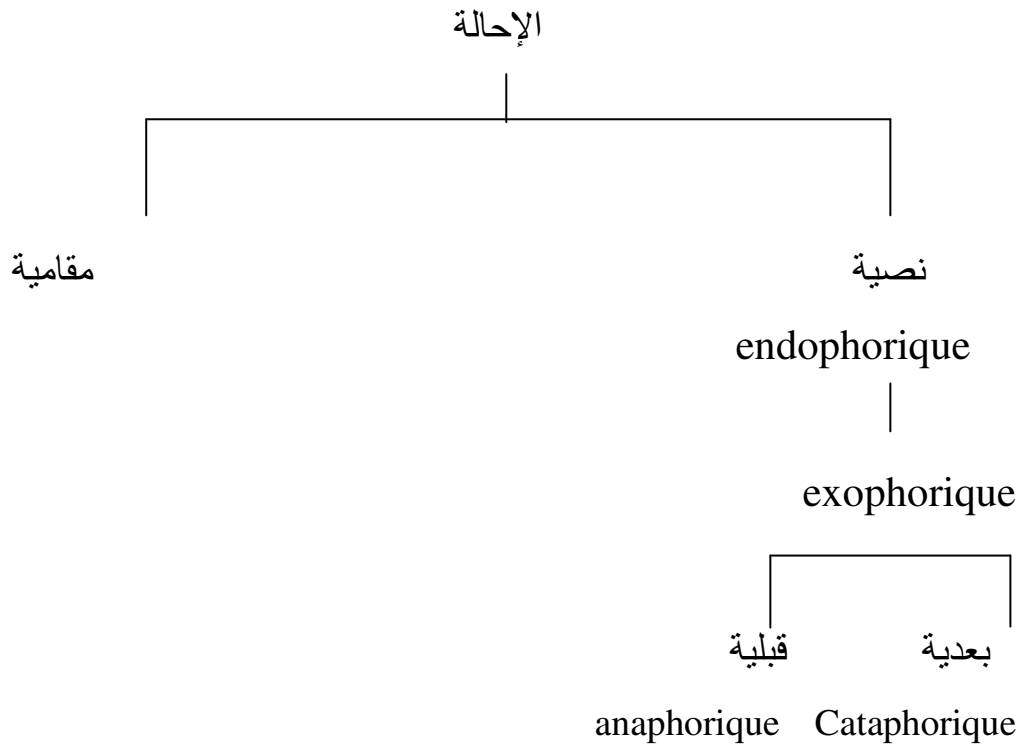 الإحالة
نصية مقامية
endophorique
exophorique
بعدية قبلية
anaphorique Cataphorique